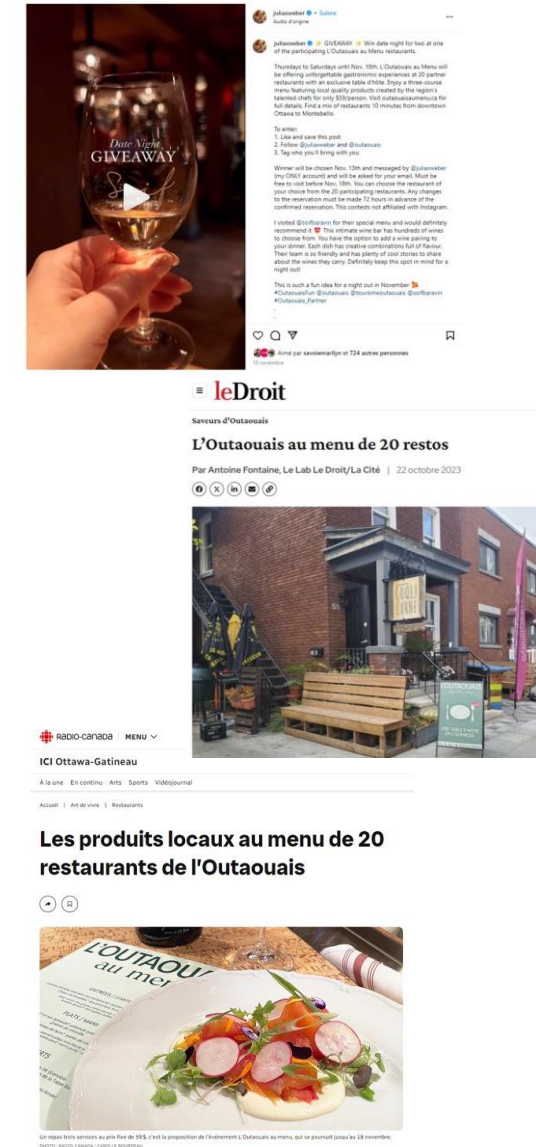 julianweber • Suivre
Audio d'origine
julianweber ✨ GIVEAWAY ✨ Win date night for two at one
of the participating L'Outaouais au Menu restaurants.
Thursdays to Saturdays until Nov. 18th, L'Outaouais au Menu will
be offering unforgettable gastronomic experiences at 20 partner
restaurants with an exclusive table d'hôte. Enjoy a three-course
menu featuring local quality products created by the region's
talented chefs for only $59/person. Visit outaouaisaumenu.ca for
full details. Find a mix of restaurants 10 minutes from downtown
Ottawa to Montebello.
To enter:
1. Like and save this post
2. Follow @julianweber and @outaouais
3. Tag who you'll bring with you
Winner will be chosen Nov. 13th and messaged by @julianweber
(my ONLY account) and will be asked for your email. Must be
free to visit before Nov. 18th. You can choose the restaurant of
your choice from the 20 participating restaurants. Any changes
to the reservation must be made 72 hours in advance of the
confirmed reservation. This contests not affiliated with Instagram.
I visited @soifbaravin for their special menu and would definitely
recommend it ❤️ This intimate wine bar has hundreds of wines
to choose from. You have the option to add a wine pairing to
your dinner. Each dish has creative combinations full of flavour.
Their team is so friendly and has plenty of cool stories to share
about the wines they carry. Definitely keep this spot in mind for a
night out!
This is such a fun idea for a night out in November
#OutaouaisFun @outaouais @tourismeoutaouais @soifbaravin
#Outaouais_Partner
.
.
Date Night
GIVEAWAY
Aimé par savoiemarilyn et 724 autres personnes
leDroit
Saveurs d'Outaouais
L'Outaouais au menu de 20 restos
Par Antoine Fontaine, Le Lab Le Droit/La Cité | 22 octobre 2023
SOOLI
CORNE
L'OUTAOUAIS
RADIO-CANADA MENU
ICI Ottawa-Gatineau
À la une En continu Arts Sports Vidéojournal
Accueil | Art de vivre | Restaurants
Les produits locaux au menu de 20
restaurants de l'Outaouais
L'OUTAOU
au me
ENTRÉES / START
PLATS / MAINS
Un repas trois services au prix fixe de 59 $, c'est la proposition de l'événement L'Outaouais au menu, qui se poursuit jusqu'au 18 novembre.
PHOTO : RADIO-CANADA / CAMILLE BOURDEAU